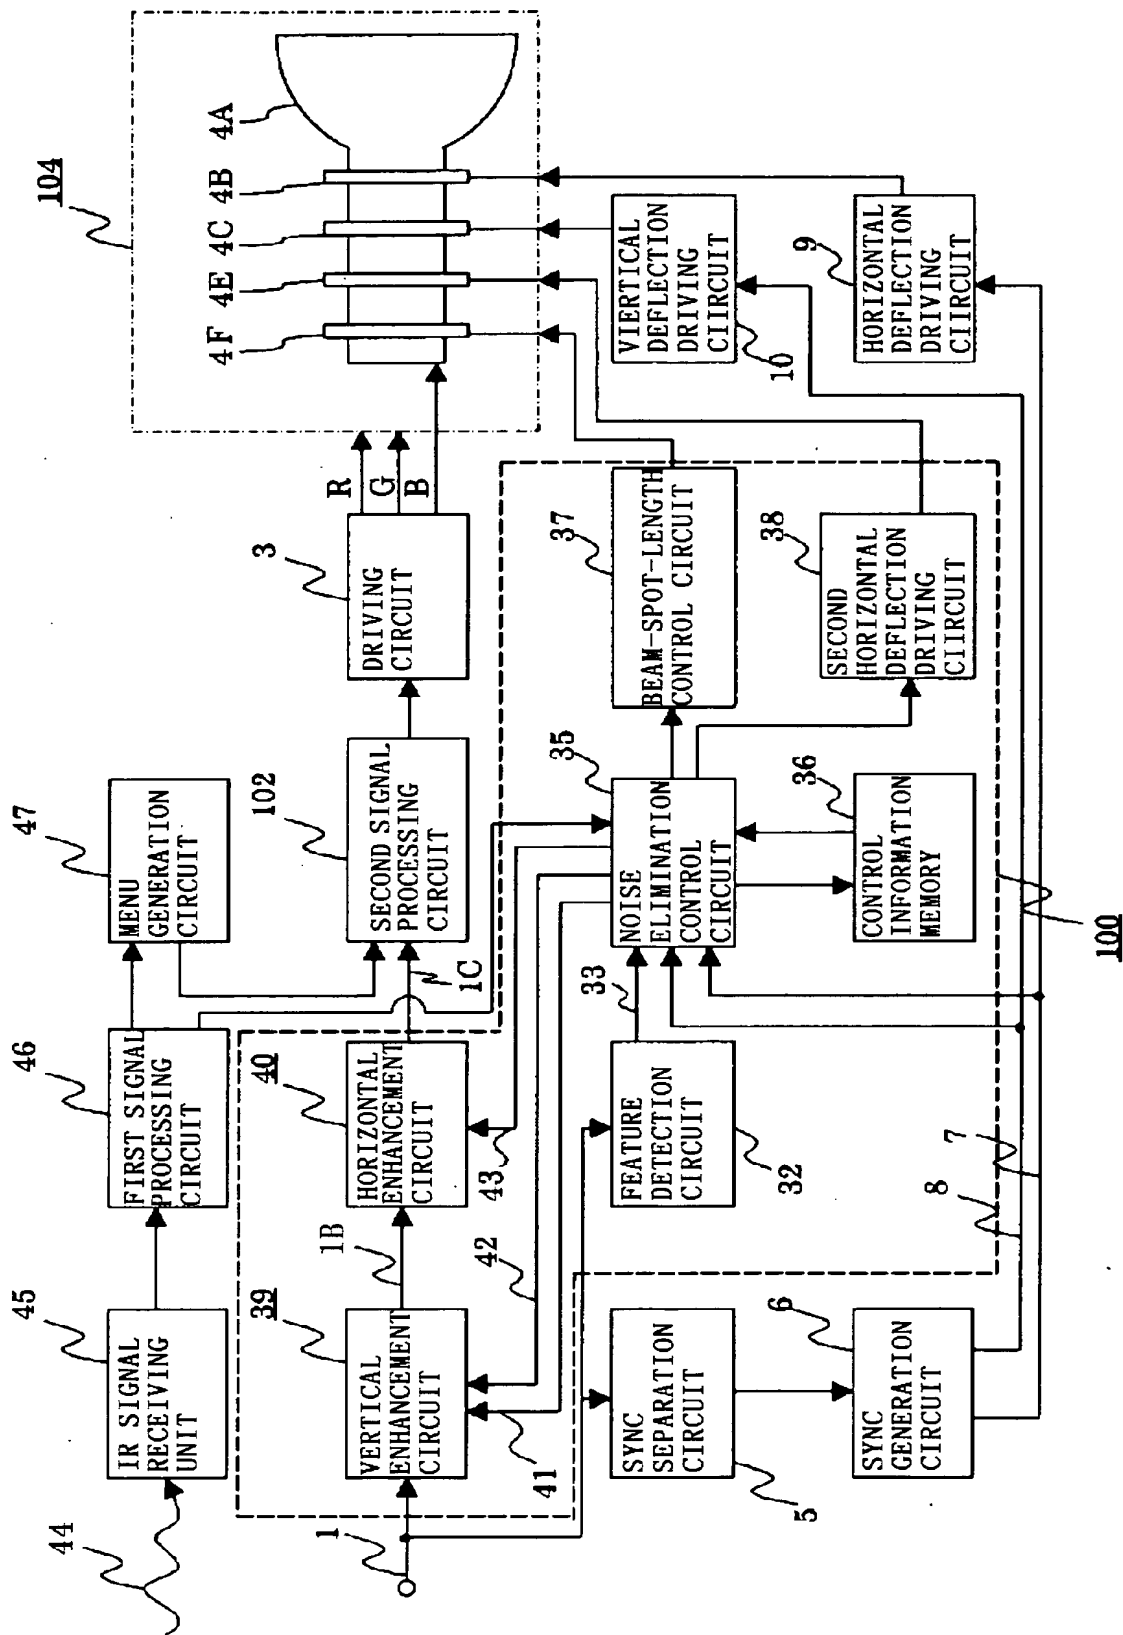 44
45
IR SIGNAL
RECEIVING
UNIT
46
FIRST SIGNAL
PROCESSING
CIRCUIT
47
MENU
GENERATION
CIRCUIT
104
1
39
VERTICAL
ENHANCEMENT
CIRCUIT
1B
40
HORIZONTAL
ENHANCEMENT
CIRCUIT
1C
102
SECOND SIGNAL
PROCESSING
CIRCUIT
3
DRIVING
CIRCUIT
R
G
B
4F
4E
4C
4B
4A
41
42
43
5
SYNC
SEPARATION
CIRCUIT
32
FEATURE
DETECTION
CIRCUIT
33
35
NOISE
ELIMINATION
CONTROL
CIRCUIT
37
BEAM-SPOT-LENGTH
CONTROL CIRCUIT
10
VIERTICAL
DEFLECTION
DRIVING
CIIRCUIT
6
SYNC
GENERATION
CIRCUIT
8
7
36
CONTROL
INFORMATION
MEMORY
38
SECOND
HORIZONTAL
DEFLECTION
DRIVING
CIIRCUIT
9
HORIZONTAL
DEFLECTION
DRIVING
CIIRCUIT
100